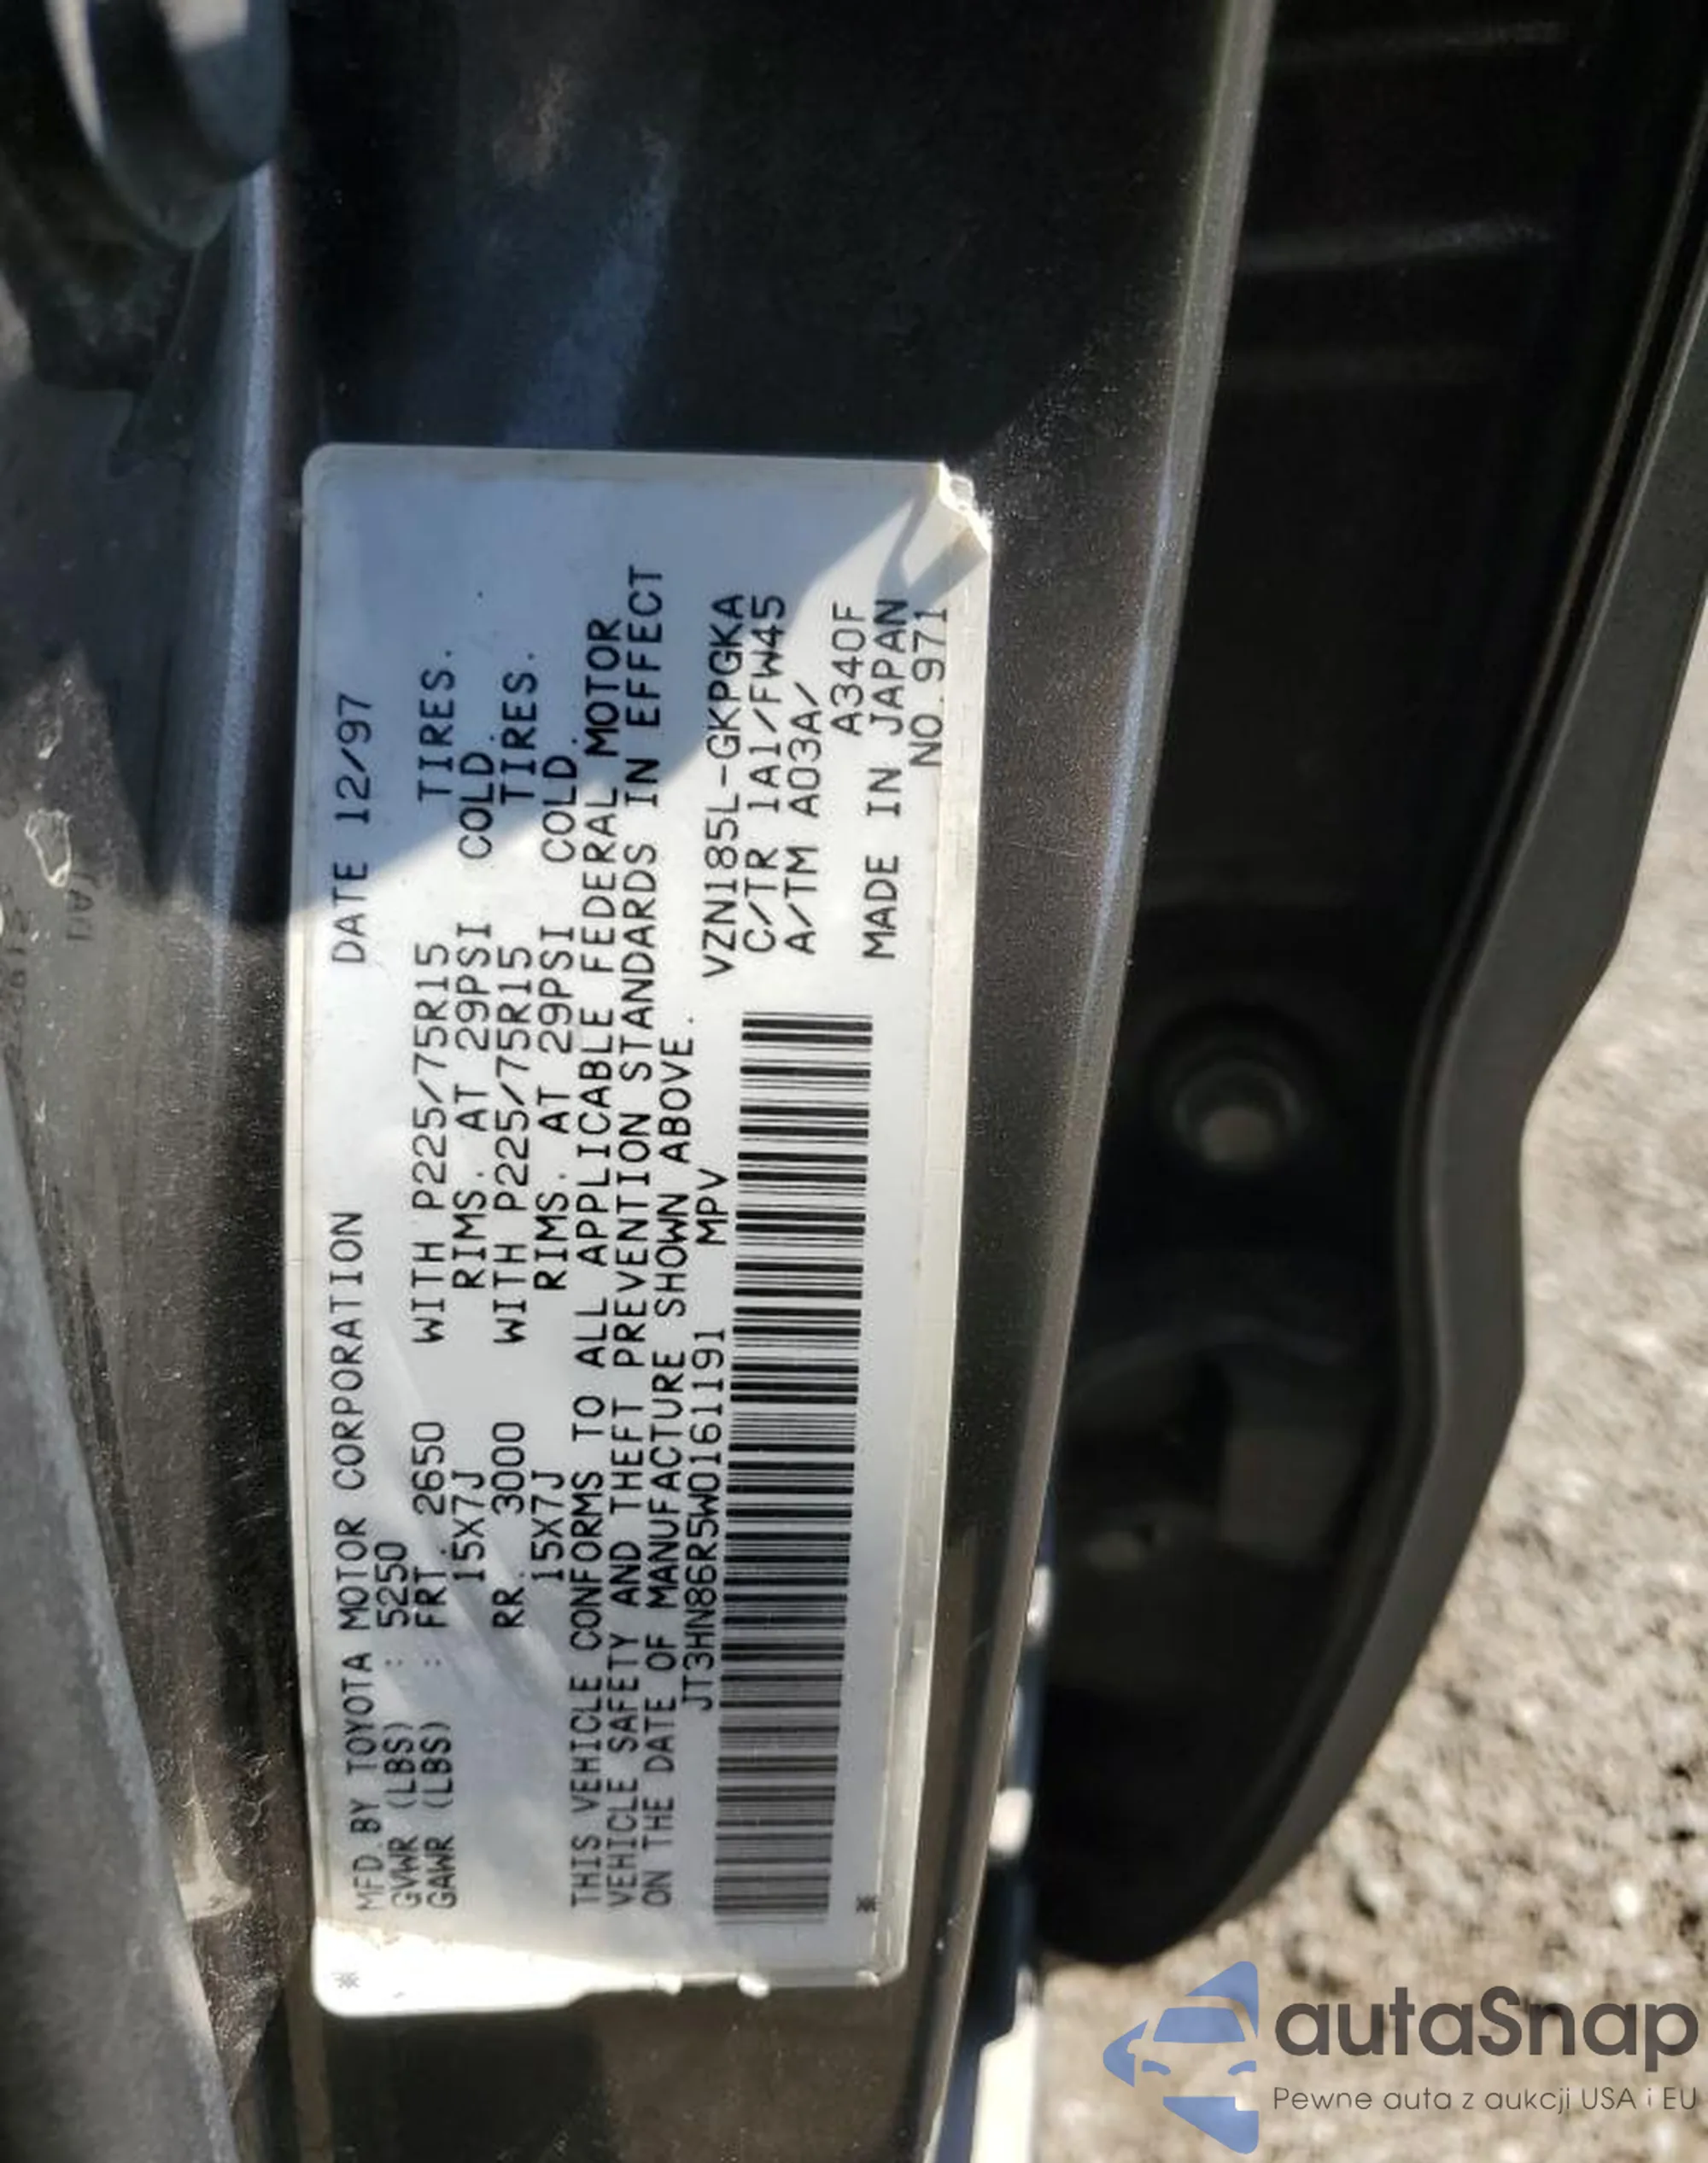 MFD.BY TOYOTA MOTOR CORPORATION DATE 12/97
GVWR (LBS) : 5250
GAWR (LBS) : FRT. 2650 WITH P225/75R15 TIRES.
15X7J RIMS. AT 29PSI COLD.
RR. 3000 WITH P225/75R15 TIRES.
15X7J RIMS. AT 29PSI COLD.
THIS VEHICLE CONFORMS TO ALL APPLICABLE FEDERAL MOTOR
VEHICLE SAFETY AND THEFT PREVENTION STANDARDS IN EFFECT
ON THE DATE OF MANUFACTURE SHOWN ABOVE.
JT3HN86R5W0161191 MPV
VZN185L-GKPGKA
C/TR 1A1/FW45
A/TM A03A/
A340F
MADE IN JAPAN
NO.971
autaSnap
Pewne auta z aukcji USA i EU